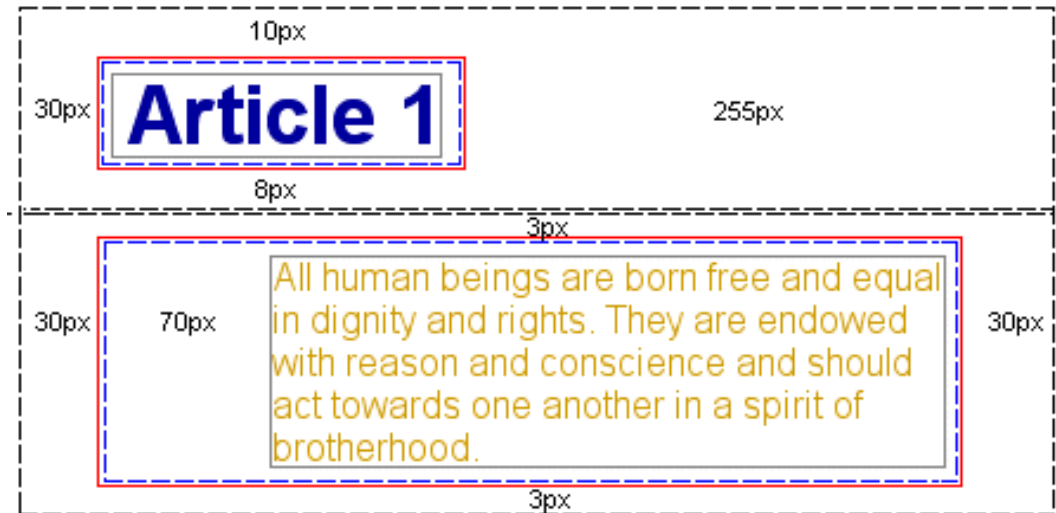 10px
30px
Article 1
255px
8px
3px
30px
70px
All human beings are born free and equal
in dignity and rights. They are endowed
with reason and conscience and should
act towards one another in a spirit of
brotherhood.
30px
3px